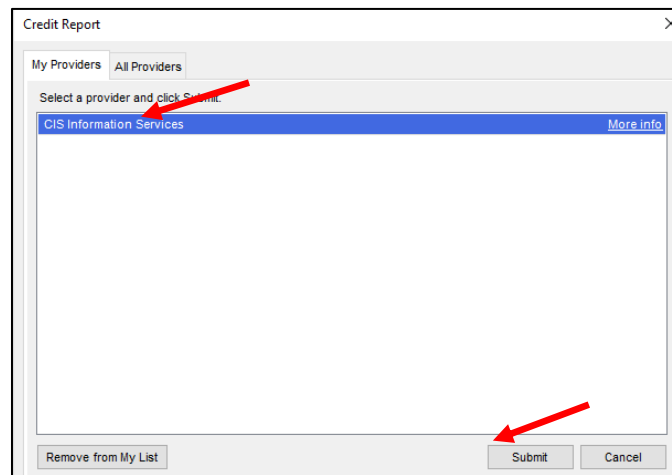 Credit Report
My Providers All Providers
Select a provider and click Submit.
CIS Information Services More info
Remove from My List Submit Cancel